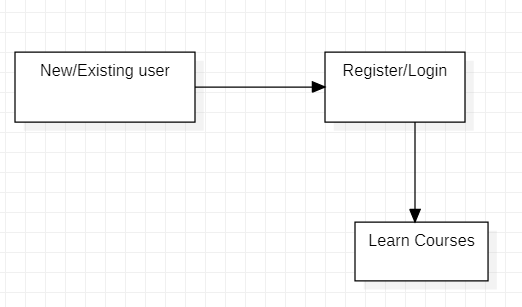 New/Existing user
Register/Login
Learn Courses